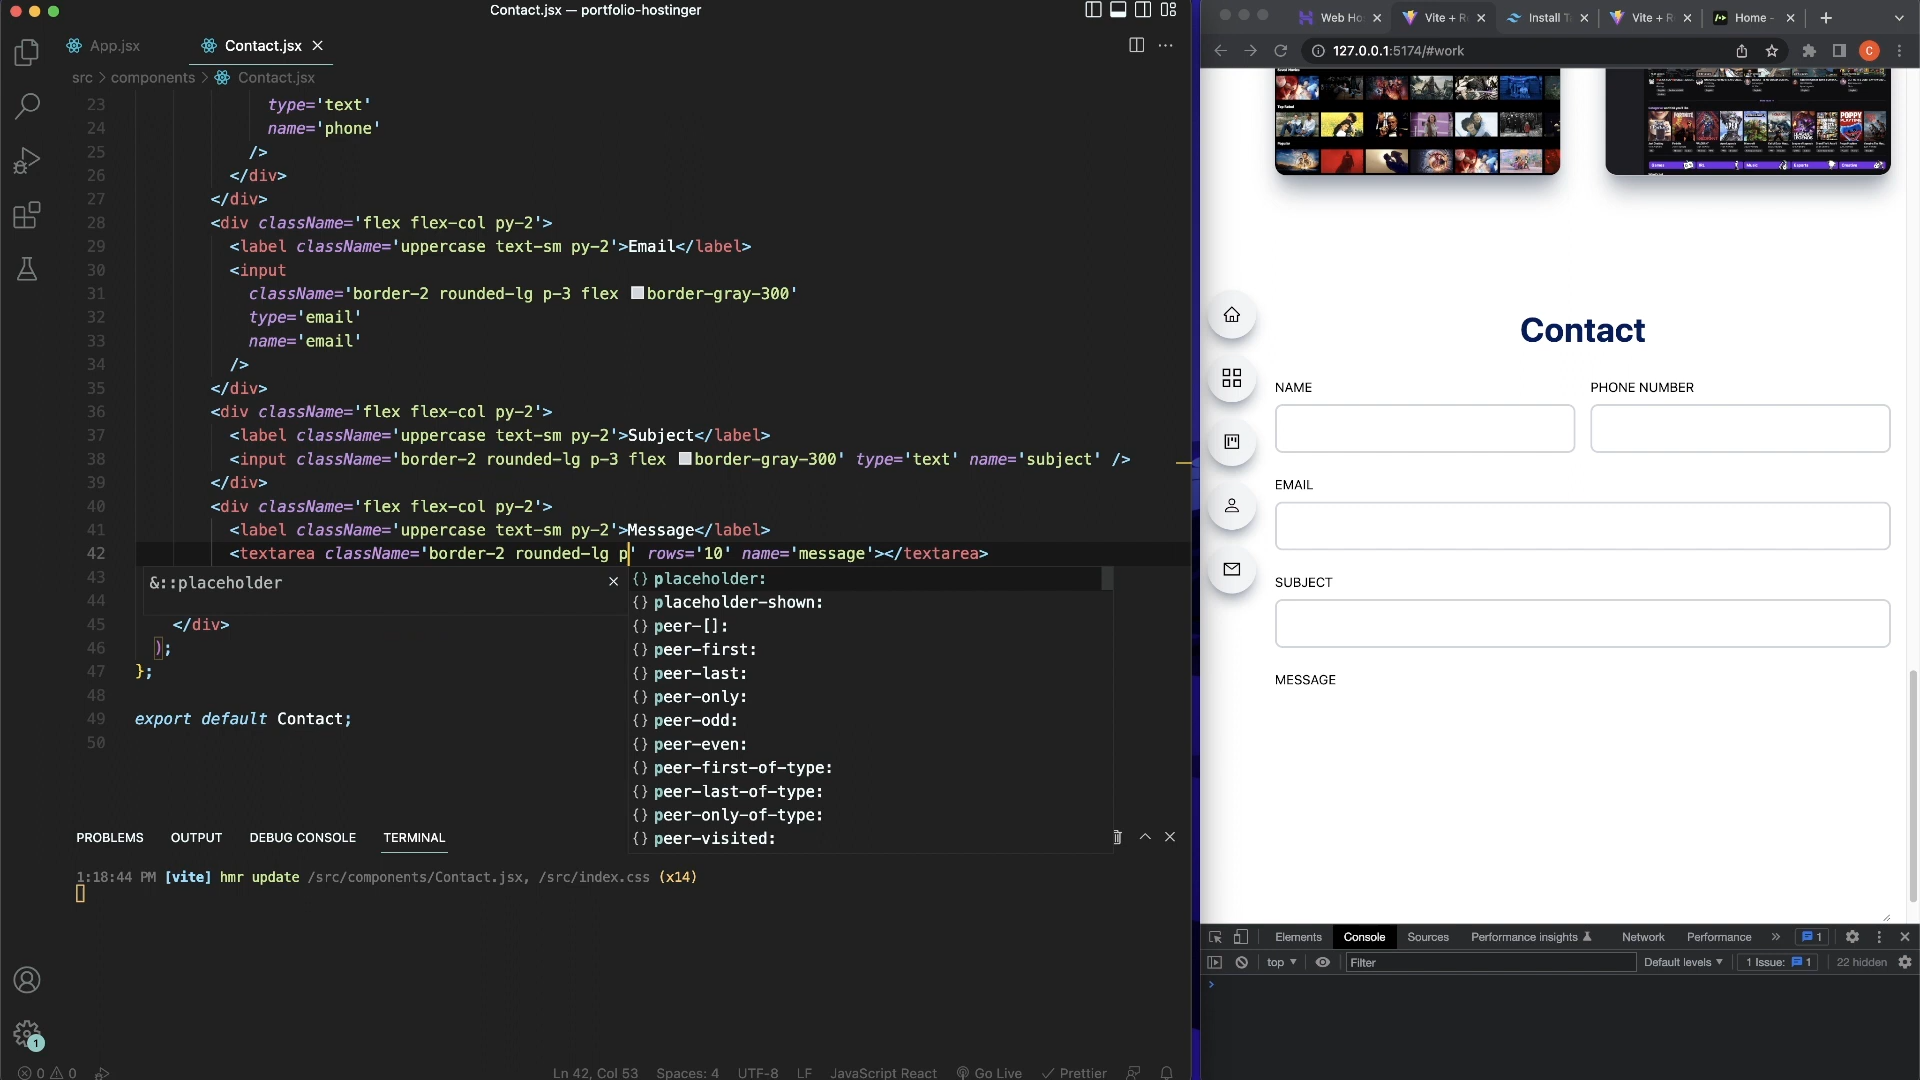 Contact.jsx — portfolio-hostinger
App.jsx
Contact.jsx
src > components > Contact.jsx
23 type='text'
24 name='phone'
25 />
26 </div>
27 </div>
28 <div className='flex flex-col py-2'>
29 <label className='uppercase text-sm py-2'>Email</label>
30 <input
31 className='border-2 rounded-lg p-3 flex border-gray-300'
32 type='email'
33 name='email'
34 />
35 </div>
36 <div className='flex flex-col py-2'>
37 <label className='uppercase text-sm py-2'>Subject</label>
38 <input className='border-2 rounded-lg p-3 flex border-gray-300' type='text' name='subject' />
39 </div>
40 <div className='flex flex-col py-2'>
41 <label className='uppercase text-sm py-2'>Message</label>
42 <textarea className='border-2 rounded-lg p' rows='10' name='message'></textarea>
43
44
45 </div>
46 );
47 };
48
49 export default Contact;
50
&::placeholder
{} placeholder:
{} placeholder-shown:
{} peer-[]:
{} peer-first:
{} peer-last:
{} peer-only:
{} peer-odd:
{} peer-even:
{} peer-first-of-type:
{} peer-last-of-type:
{} peer-only-of-type:
{} peer-visited:
PROBLEMS OUTPUT DEBUG CONSOLE TERMINAL
1:18:44 PM [vite] hmr update /src/components/Contact.jsx, /src/index.css (x14)
1
0 0
Ln 42, Col 53 Spaces: 4 UTF-8 LF JavaScript React Go Live Prettier
Web Ho
Vite + R
Install T
Vite + R
Home -
127.0.0.1:5174/#work
C
POPPY PLAYTIME
Contact
NAME
PHONE NUMBER
EMAIL
SUBJECT
MESSAGE
Elements Console Sources Performance insights Network Performance » 1
top Filter Default levels 1 Issue: 1 22 hidden